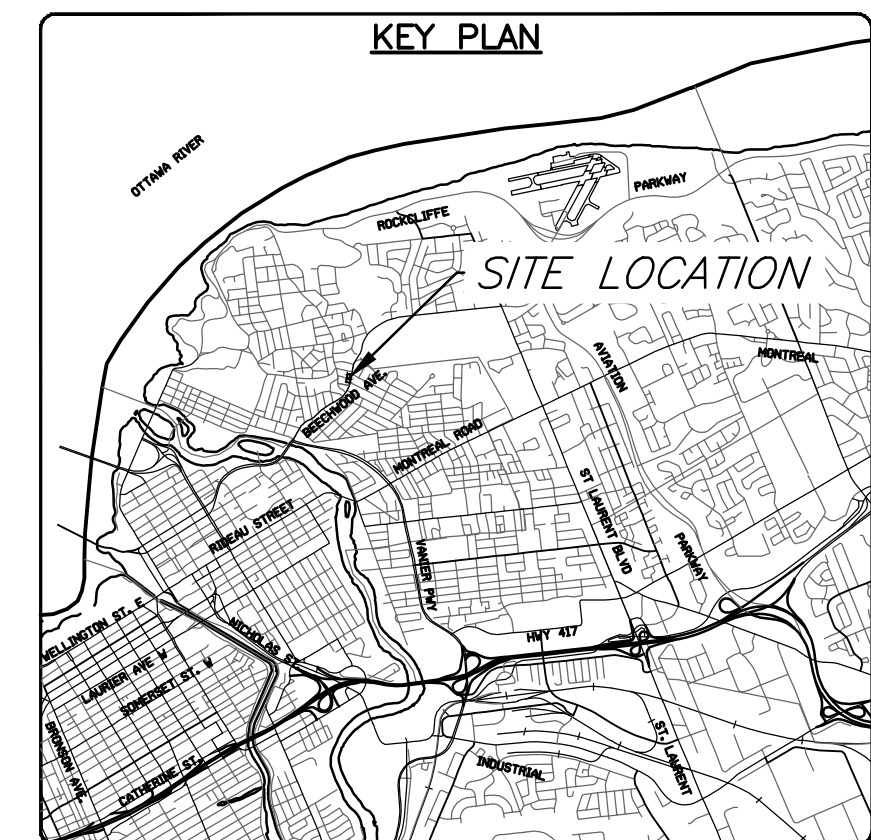 KEY PLAN
OTTAWA RIVER
PARKWAY
ROCKCLIFFE
SITE LOCATION
AVIATION
MONTREAL
BEECHWOOD AVE.
MONTREAL ROAD
ST LAURENT BLVD
RIDEAU STREET
VANIER PWY
PARKWAY
WELLINGTON ST. E
NICHOLAS ST
HWY 417
LAURIER AVE W
SOMERSET ST. W
BRONSON AVE.
CATHERINE ST.
INDUSTRIAL
ST. LAURENT